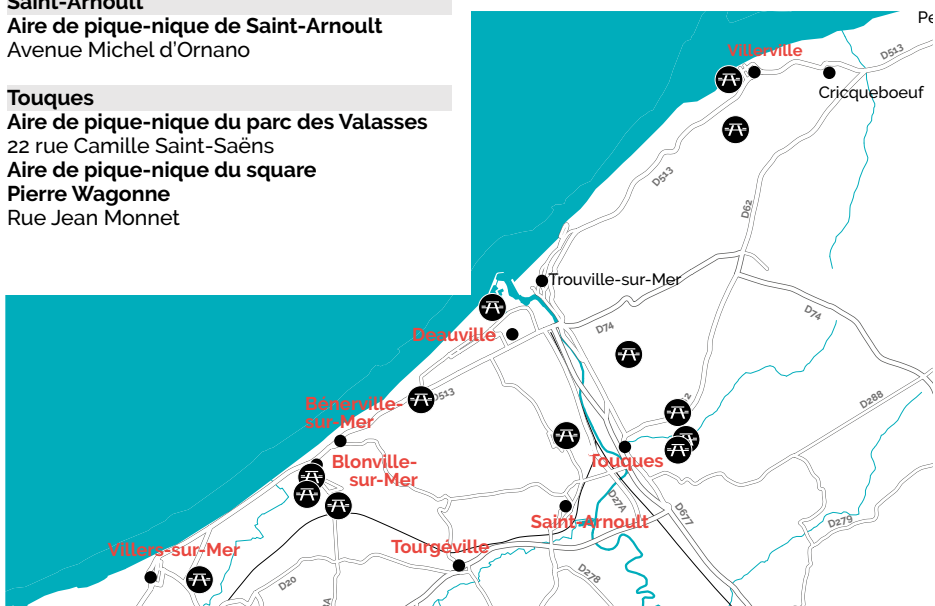 Saint-Arnoult
Aire de pique-nique de Saint-Arnoult
Avenue Michel d'Ornano
Touques
Aire de pique-nique du parc des Valasses
22 rue Camille Saint-Saëns
Aire de pique-nique du square
Pierre Wagonne
Rue Jean Monnet
Pe
Villerville
D513
Cricqueboeuf
D513
D62
Trouville-sur-Mer
D74
D74
Deauville
D513
D288
Bénerville-
sur-Mer
Blonville-
sur-Mer
Touques
D27A
D677
Saint-Arnoult
D279
Villers-sur-Mer
Tourgéville
D20
D278